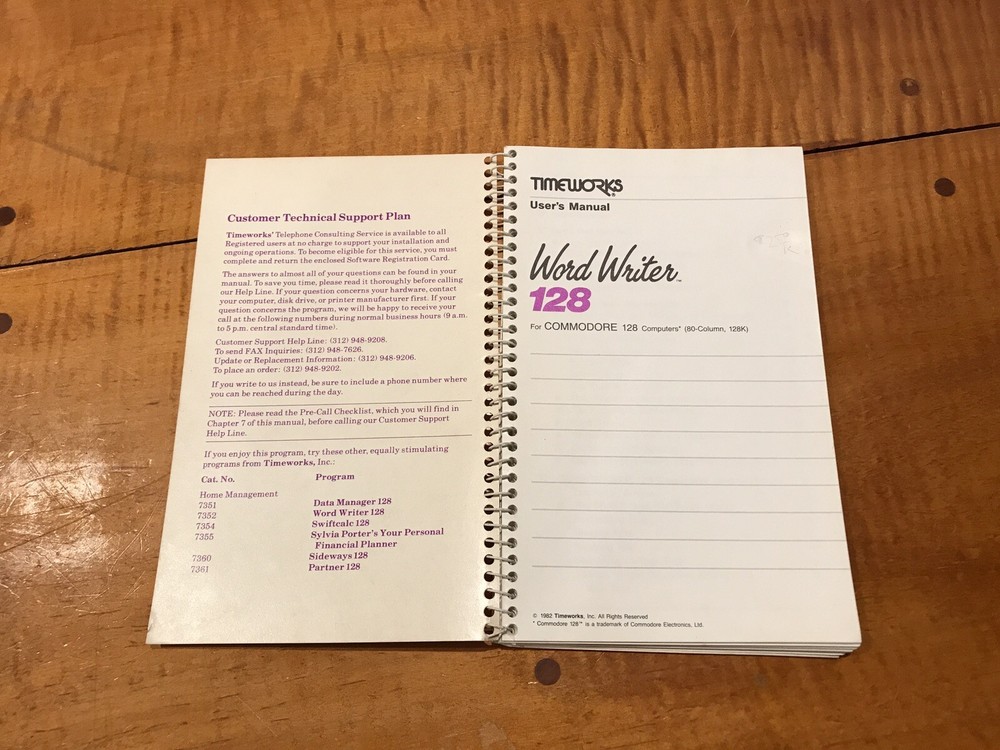 Customer Technical Support Plan
Timeworks' Telephone Consulting Service is available to all
Registered users at no charge to support your installation and
ongoing operations. To become eligible for this service, you must
complete and return the enclosed Software Registration Card.
The answers to almost all of your questions can be found in your
manual. To save you time, please read it thoroughly before calling
our Help Line. If your question concerns your hardware, contact
your computer, disk drive, or printer manufacturer first. If your
question concerns the program, we will be happy to receive your
call at the following numbers during normal business hours (9 a.m.
to 5 p.m. central standard time).
Customer Support Help Line: (312) 948-9208.
To send FAX Inquiries: (312) 948-7626.
Update or Replacement Information: (312) 948-9206.
To place an order: (312) 948-9202.
If you write to us instead, be sure to include a phone number where
you can be reached during the day.
NOTE: Please read the Pre-Call Checklist, which you will find in
Chapter 7 of this manual, before calling our Customer Support
Help Line.
If you enjoy this program, try these other, equally stimulating
programs from Timeworks, Inc.:
Cat. No. Program
Home Management
7351 Data Manager 128
7352 Word Writer 128
7354 Swiftcalc 128
7355 Sylvia Porter's Your Personal
Financial Planner
7360 Sideways 128
7361 Partner 128
TIMEWORKS®
User's Manual
Word Writer™
128
For COMMODORE 128 Computers* (80-Column, 128K)
© 1982 Timeworks, Inc. All Rights Reserved
* Commodore 128™ is a trademark of Commodore Electronics, Ltd.